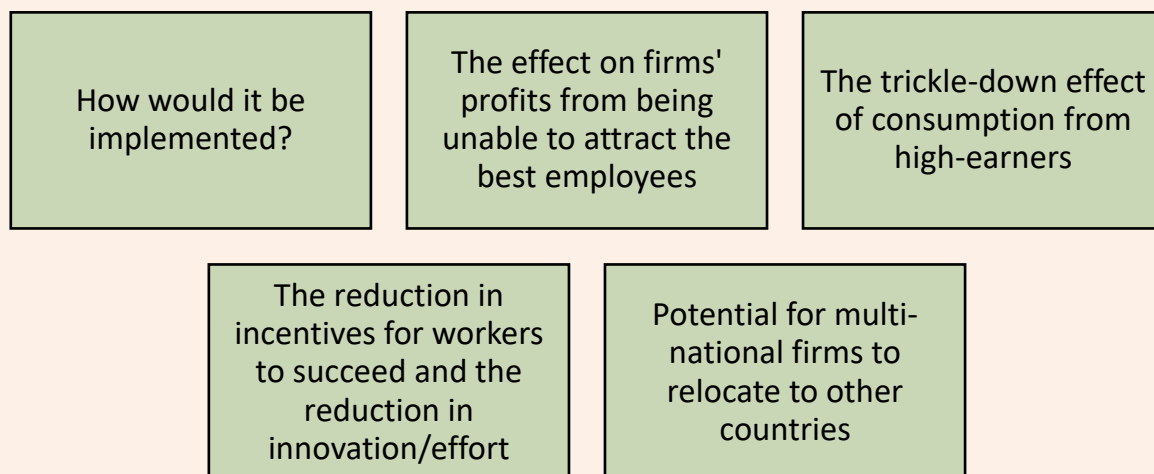 How would it be
implemented?
The effect on firms'
profits from being
unable to attract the
best employees
The trickle-down effect
of consumption from
high-earners
The reduction in
incentives for workers
to succeed and the
reduction in
innovation/effort
Potential for multi-
national firms to
relocate to other
countries